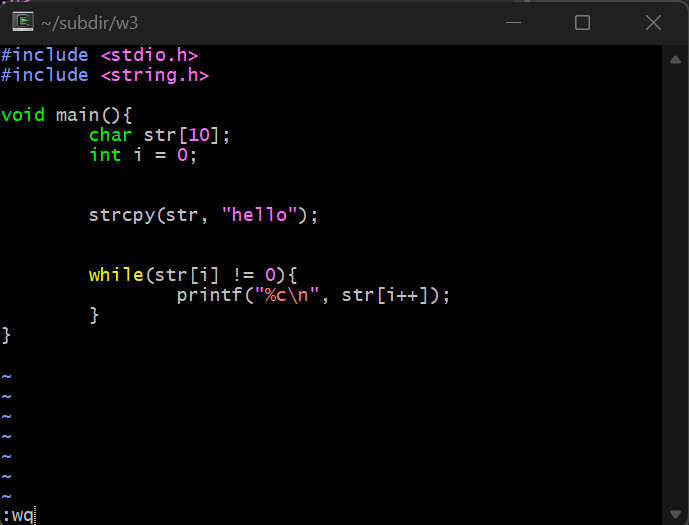 ~/subdir/w3
#include <stdio.h>
#include <string.h>
void main(){
        char str[10];
        int i = 0;
        strcpy(str, "hello");
        while(str[i] != 0){
                printf("%c\n", str[i++]);
        }
}
~
~
~
~
~
~
~
:wq